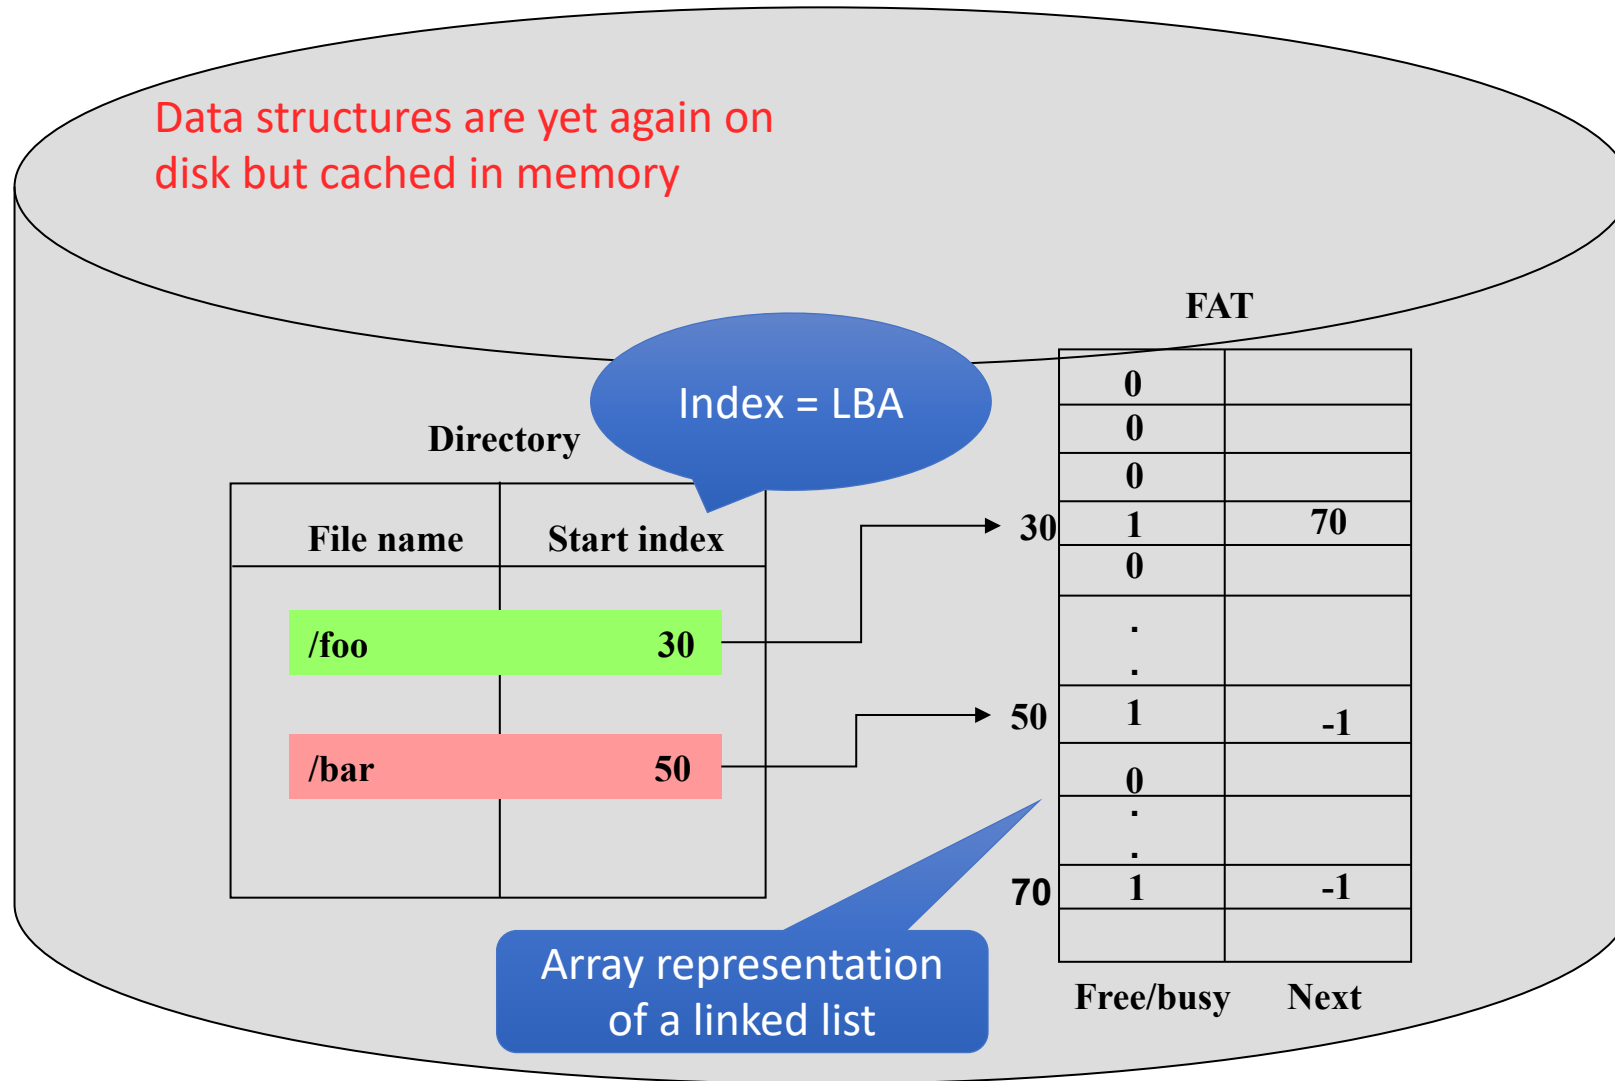 Data structures are yet again on
disk but cached in memory
FAT
Index = LBA
Directory
File name Start index
/foo 30
/bar 50
0
0
0
30 1 70
0
.
.
50 1 -1
0
.
.
70 1 -1
Free/busy Next
Array representation
of a linked list